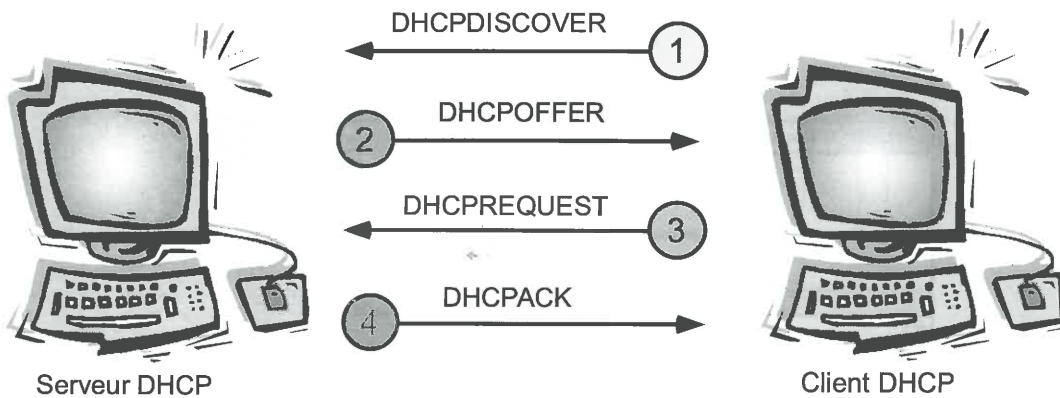 DHCPDISCOVER
1
DHCPOFFER
2
DHCPREQUEST
3
DHCPACK
4
Serveur DHCP
Client DHCP